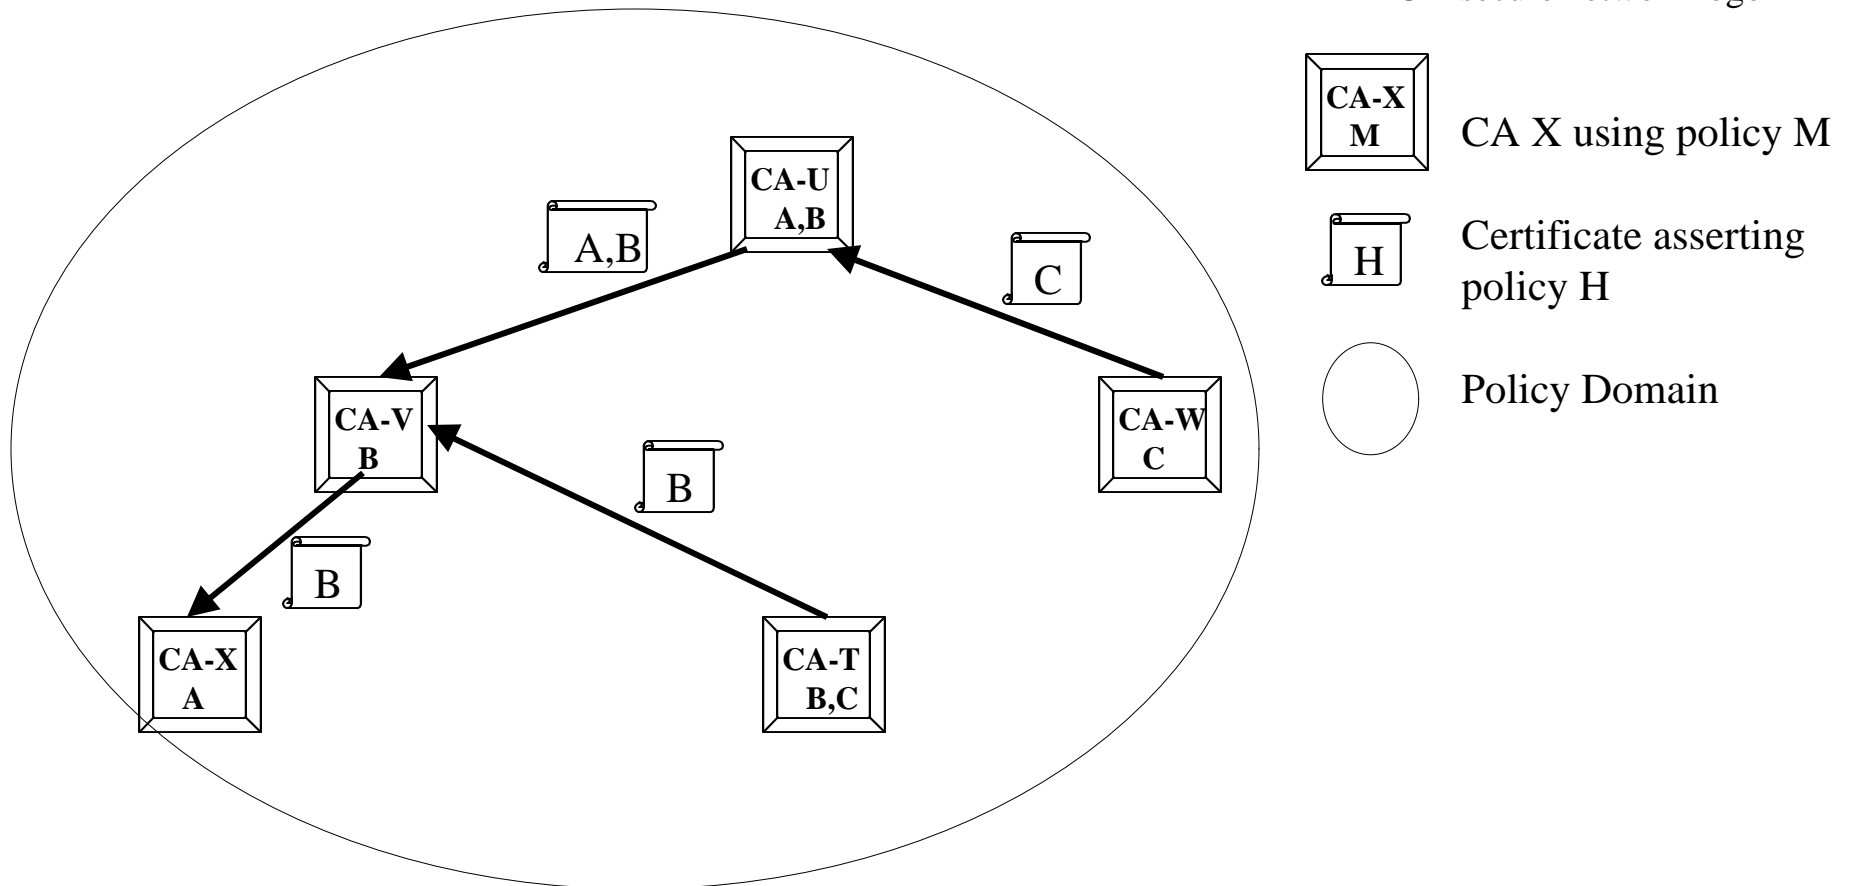 CA-X
M
CA X using policy M
CA-U
A,B
A,B
C
H
Certificate asserting
policy H
Policy Domain
CA-V
B
CA-W
C
B
B
CA-X
A
CA-T
B,C